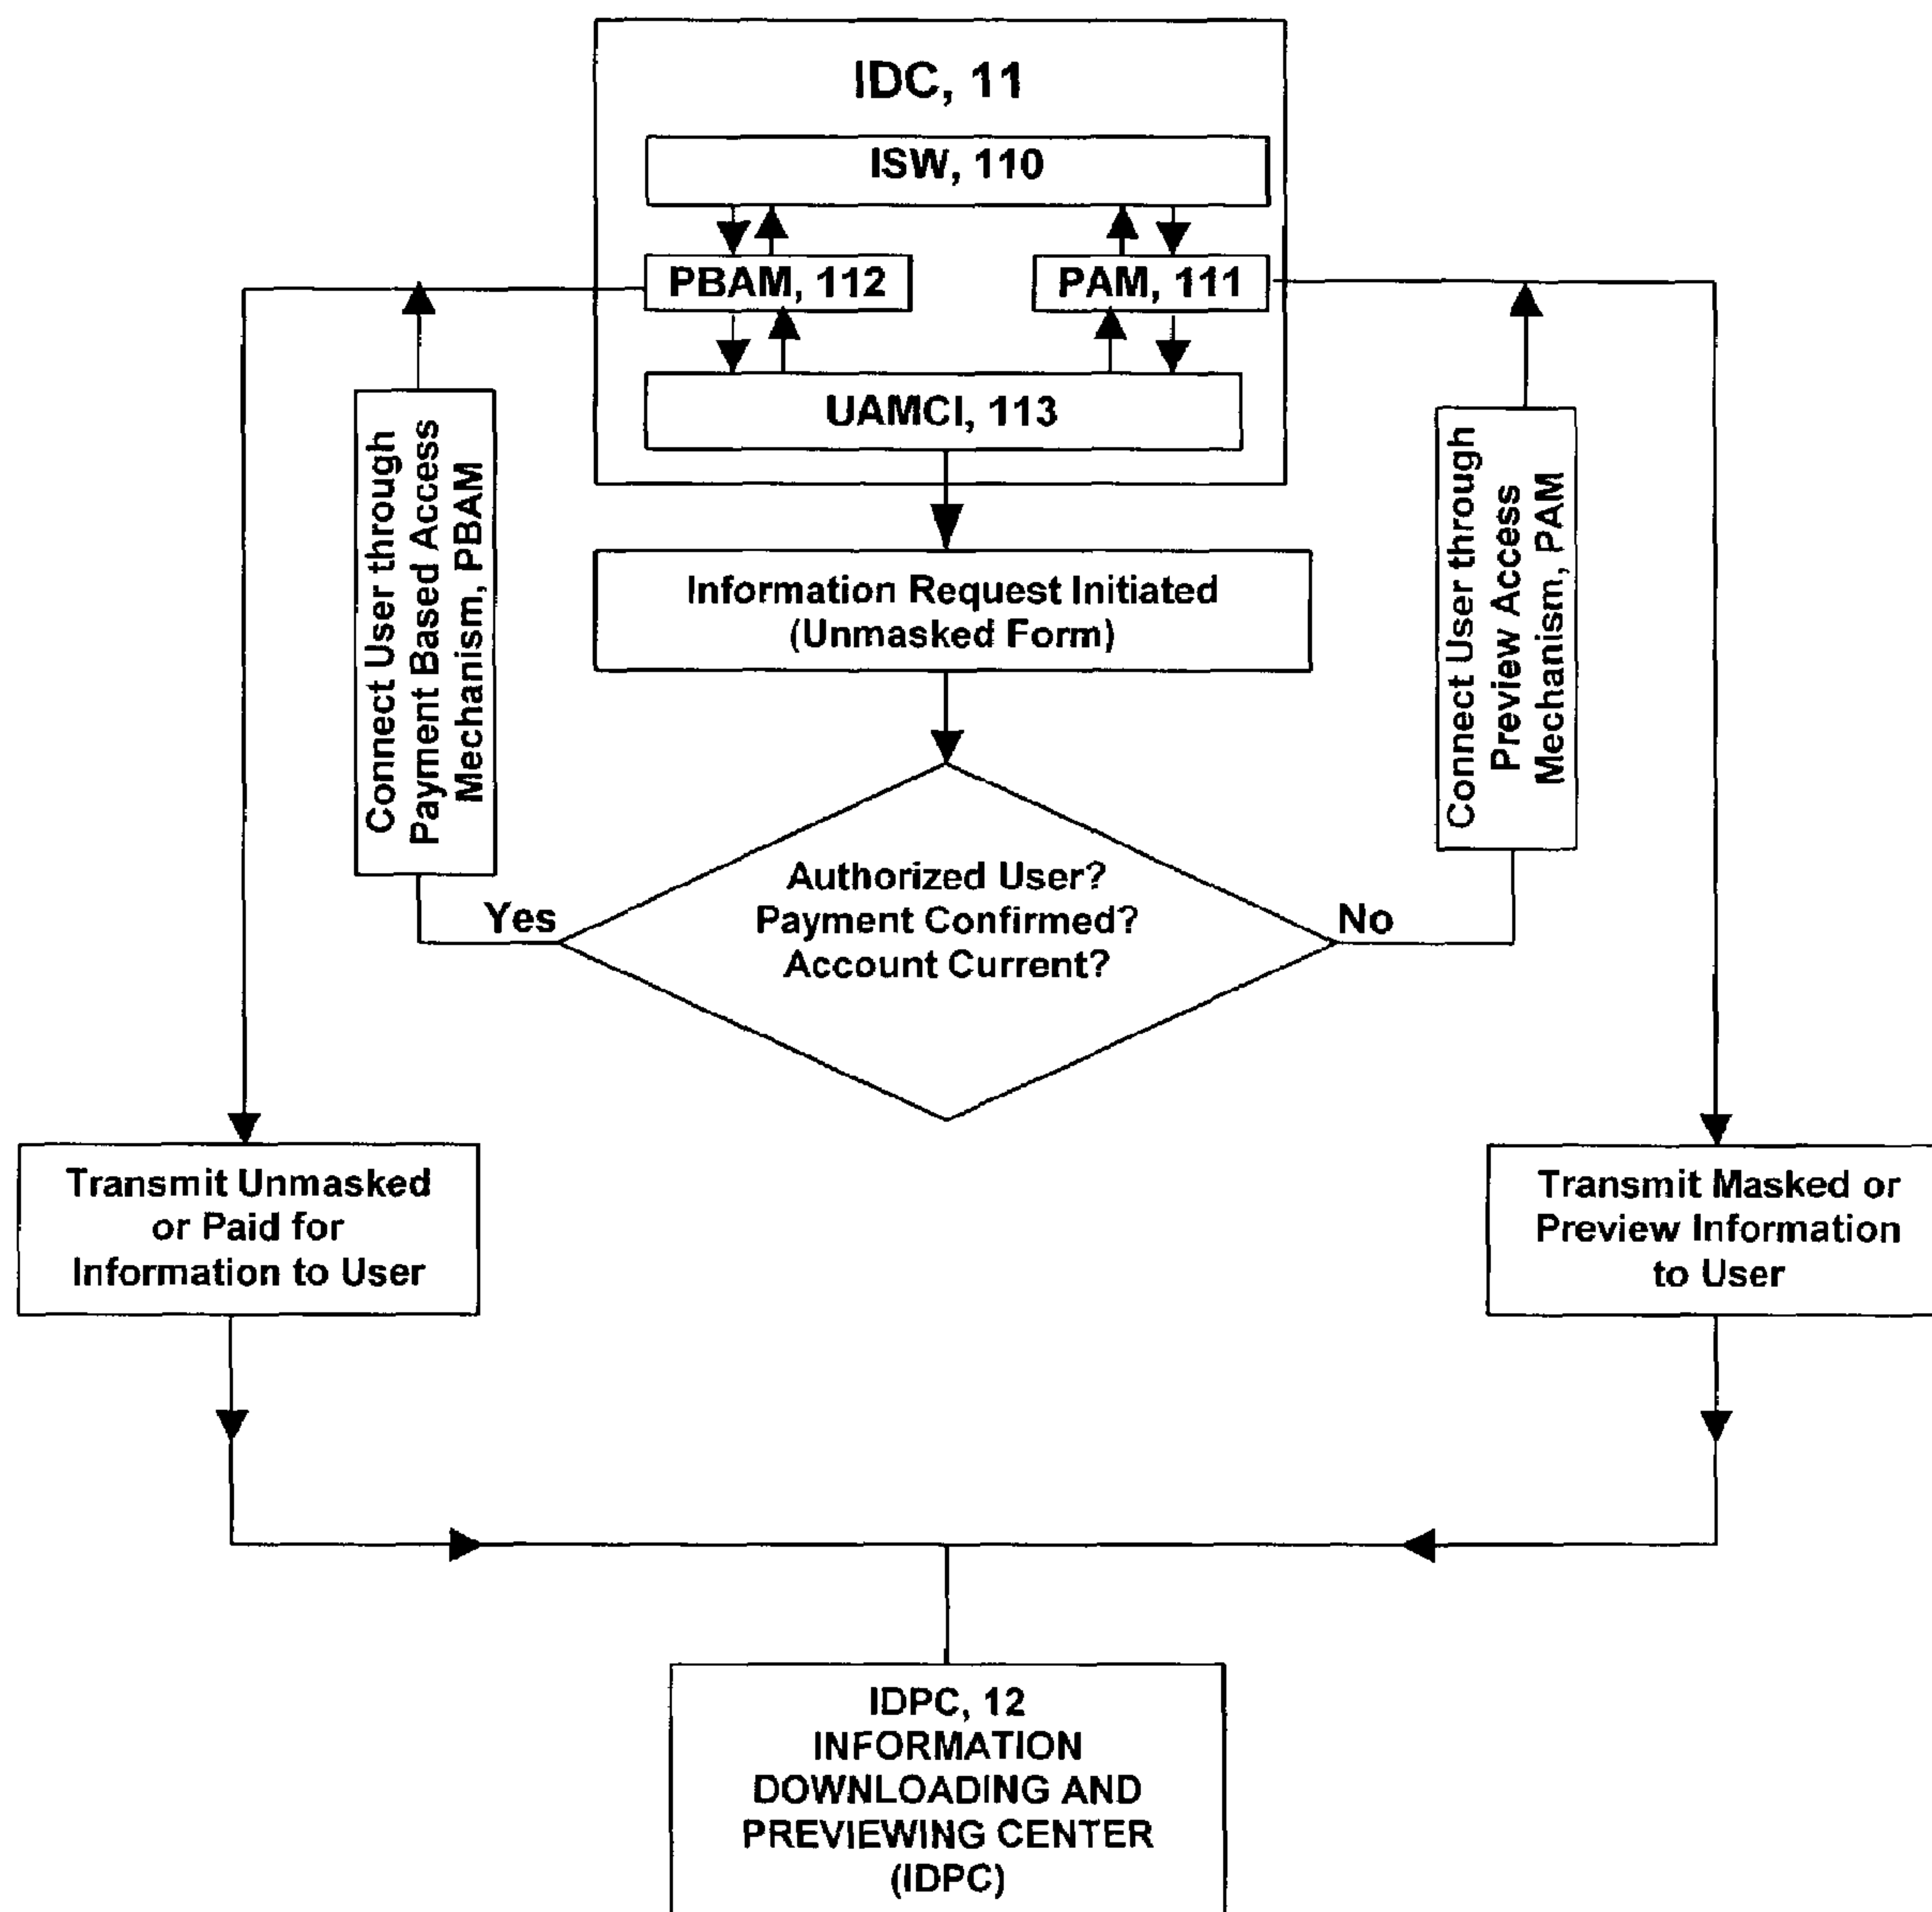 IDC, 11
ISW, 110
PBAM, 112
PAM, 111
UAMCI, 113
Connect User through
Payment Based Access
Mechanism, PBAM
Information Request Initiated
(Unmasked Form)
Connect User through
Preview Access
Mechanism, PAM
Authorized User?
Payment Confirmed?
Account Current?
Yes
No
Transmit Unmasked
or Paid for
Information to User
Transmit Masked or
Preview Information
to User
IDPC, 12
INFORMATION
DOWNLOADING AND
PREVIEWING CENTER
(IDPC)